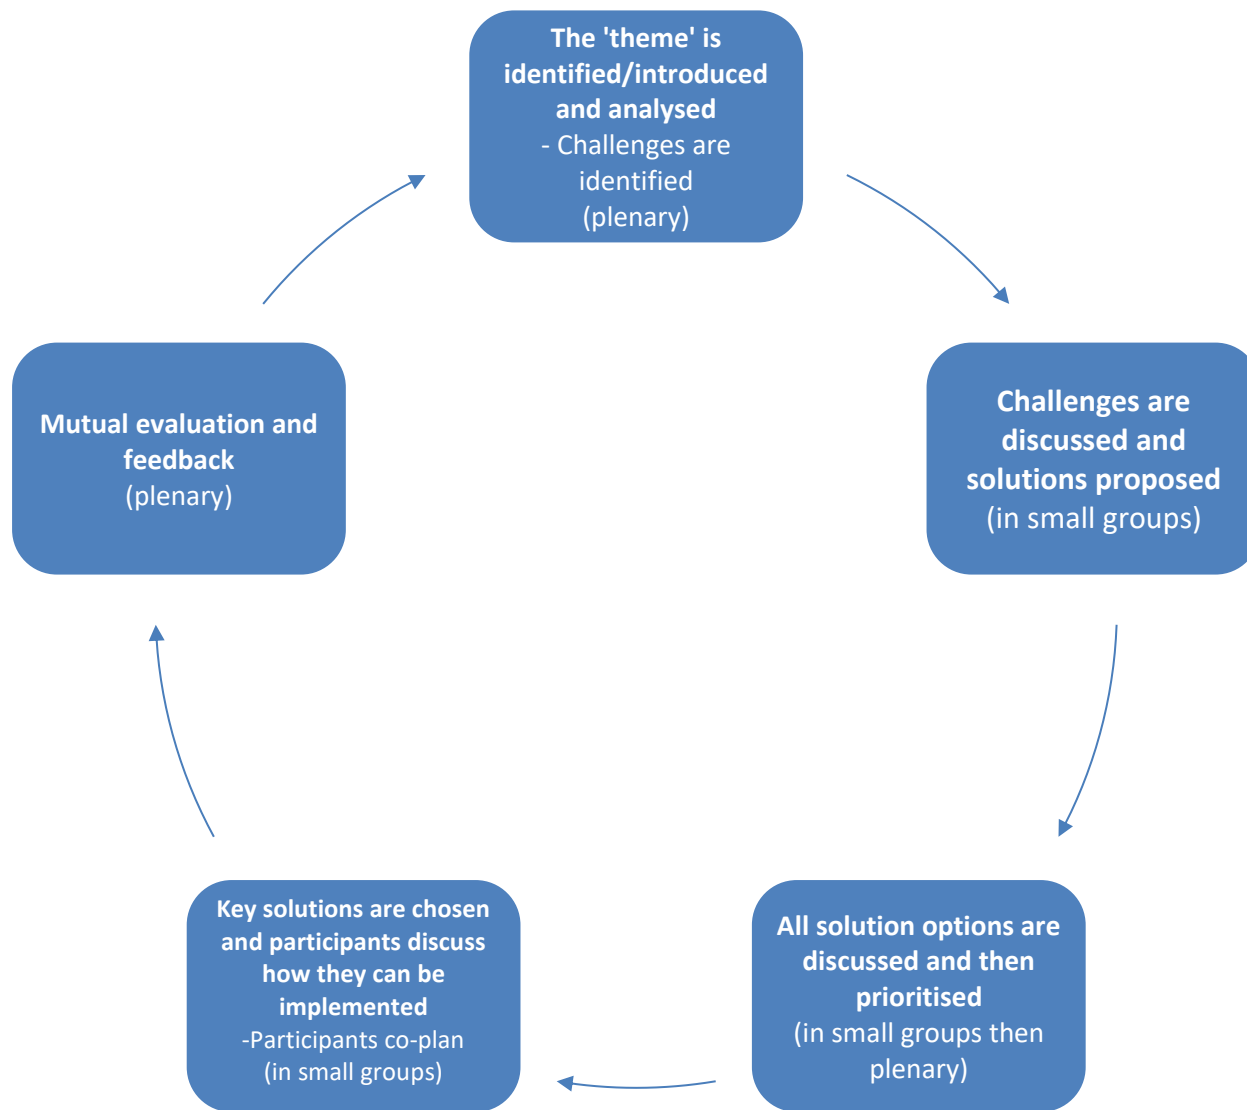 The 'theme' is
identified/introduced
and analysed
- Challenges are
identified
(plenary)
Challenges are
discussed and
solutions proposed
(in small groups)
All solution options are
discussed and then
prioritised
(in small groups then
plenary)
Key solutions are chosen
and participants discuss
how they can be
implemented
-Participants co-plan
(in small groups)
Mutual evaluation and
feedback
(plenary)